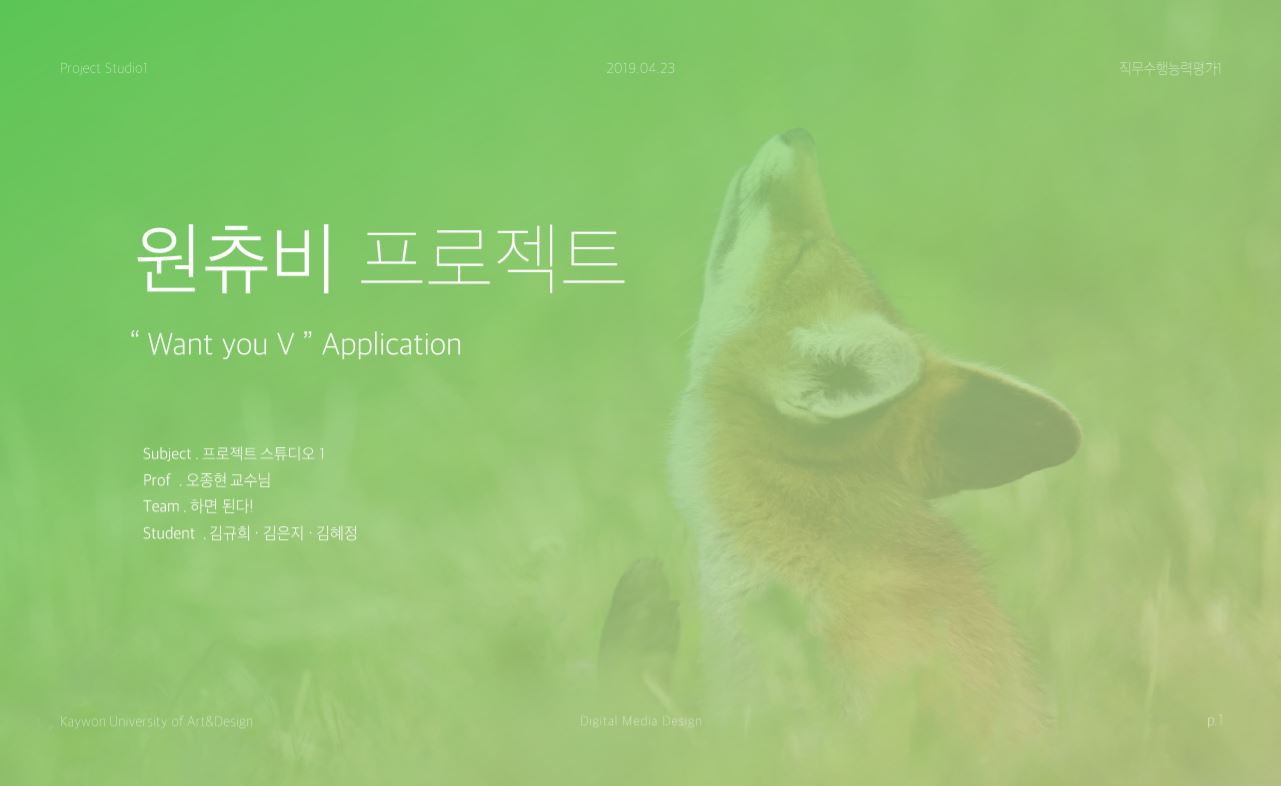 Project Studio1
2019.04.23
직무수행능력평가1
원츄비 프로젝트
“ Want you V ” Application
Subject . 프로젝트 스튜디오 1
Prof . 오종현 교수님
Team . 하면 된다!
Student . 김규희 · 김은지 · 김혜정
Kaywon University of Art&Design
Digital Media Design
p.1